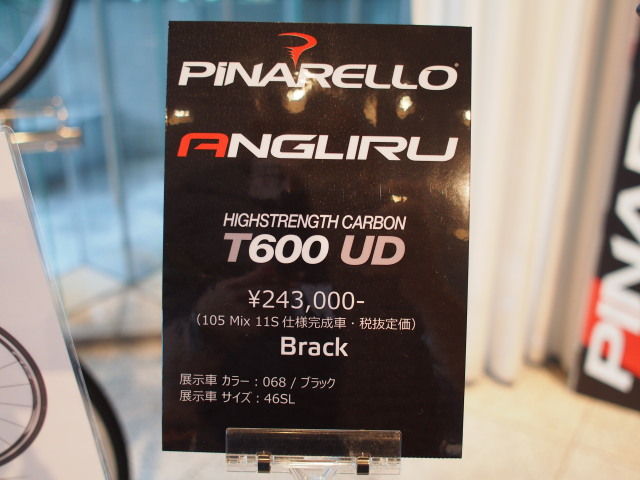 PINARELLO
ANGLIRU
HIGHSTRENGTH CARBON
T600 UD
¥243,000-
（105 Mix 11S 仕様完成車・税抜定価）
Brack
展示車 カラー：068 / ブラック
展示車 サイズ：46SL
PINAR